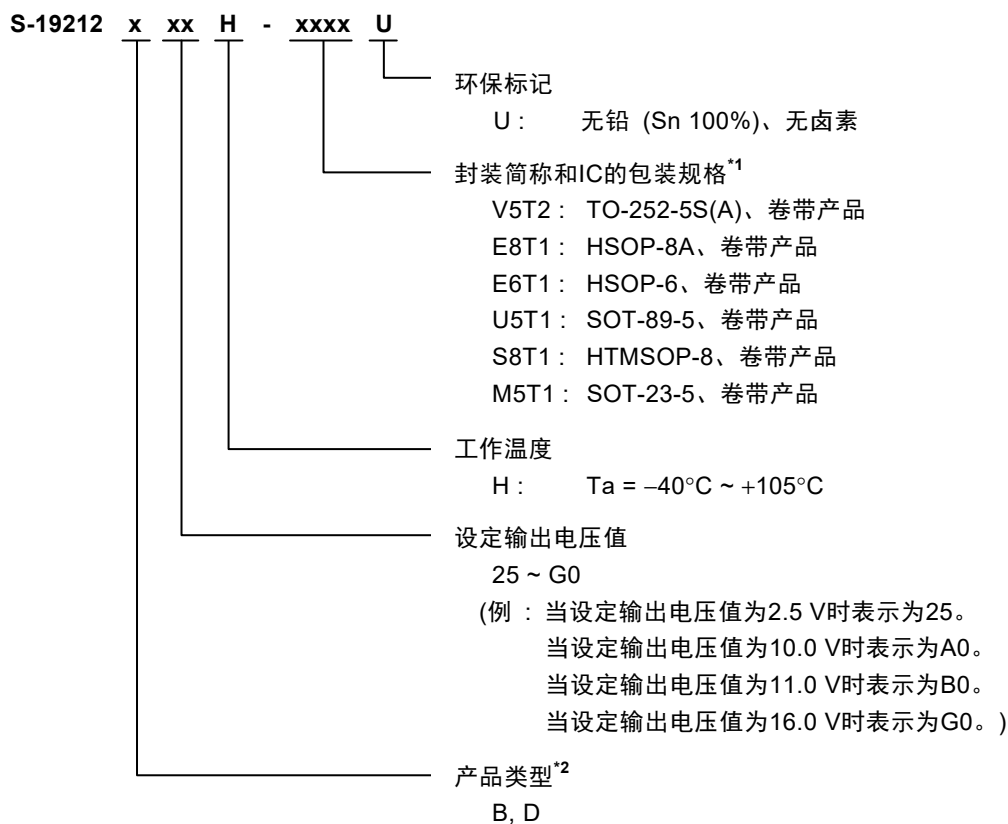 S-19212 x xx H - xxxx U
环保标记
U : 无铅 (Sn 100%)、无卤素
封装简称和IC的包装规格*1
V5T2 : TO-252-5S(A)、卷带产品
E8T1 : HSOP-8A、卷带产品
E6T1 : HSOP-6、卷带产品
U5T1 : SOT-89-5、卷带产品
S8T1 : HTMSOP-8、卷带产品
M5T1 : SOT-23-5、卷带产品
工作温度
H : Ta = −40°C ~ +105°C
设定输出电压值
25 ~ G0
(例 : 当设定输出电压值为2.5 V时表示为25。
当设定输出电压值为10.0 V时表示为A0。
当设定输出电压值为11.0 V时表示为B0。
当设定输出电压值为16.0 V时表示为G0。)
产品类型*2
B, D